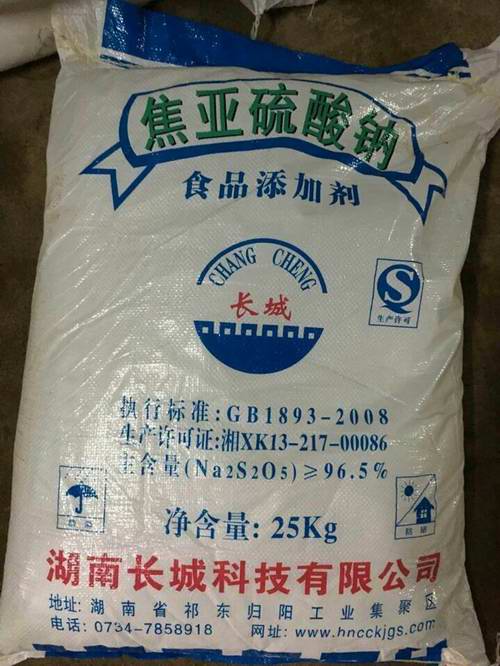 焦亚硫酸钠
食品添加剂
CHANG CHENG
长城
生产许可
执行标准:GB1893-2008
生产许可证:湘XK13-217-00086
主含量(Na2S2O5)≥96.5%
净含量: 25Kg
防晒
湖南长城科技有限公司
地址: 湖南省祁东归阳工业集聚区
电话: 0734-7858918 网址: www.hncckjgs.com